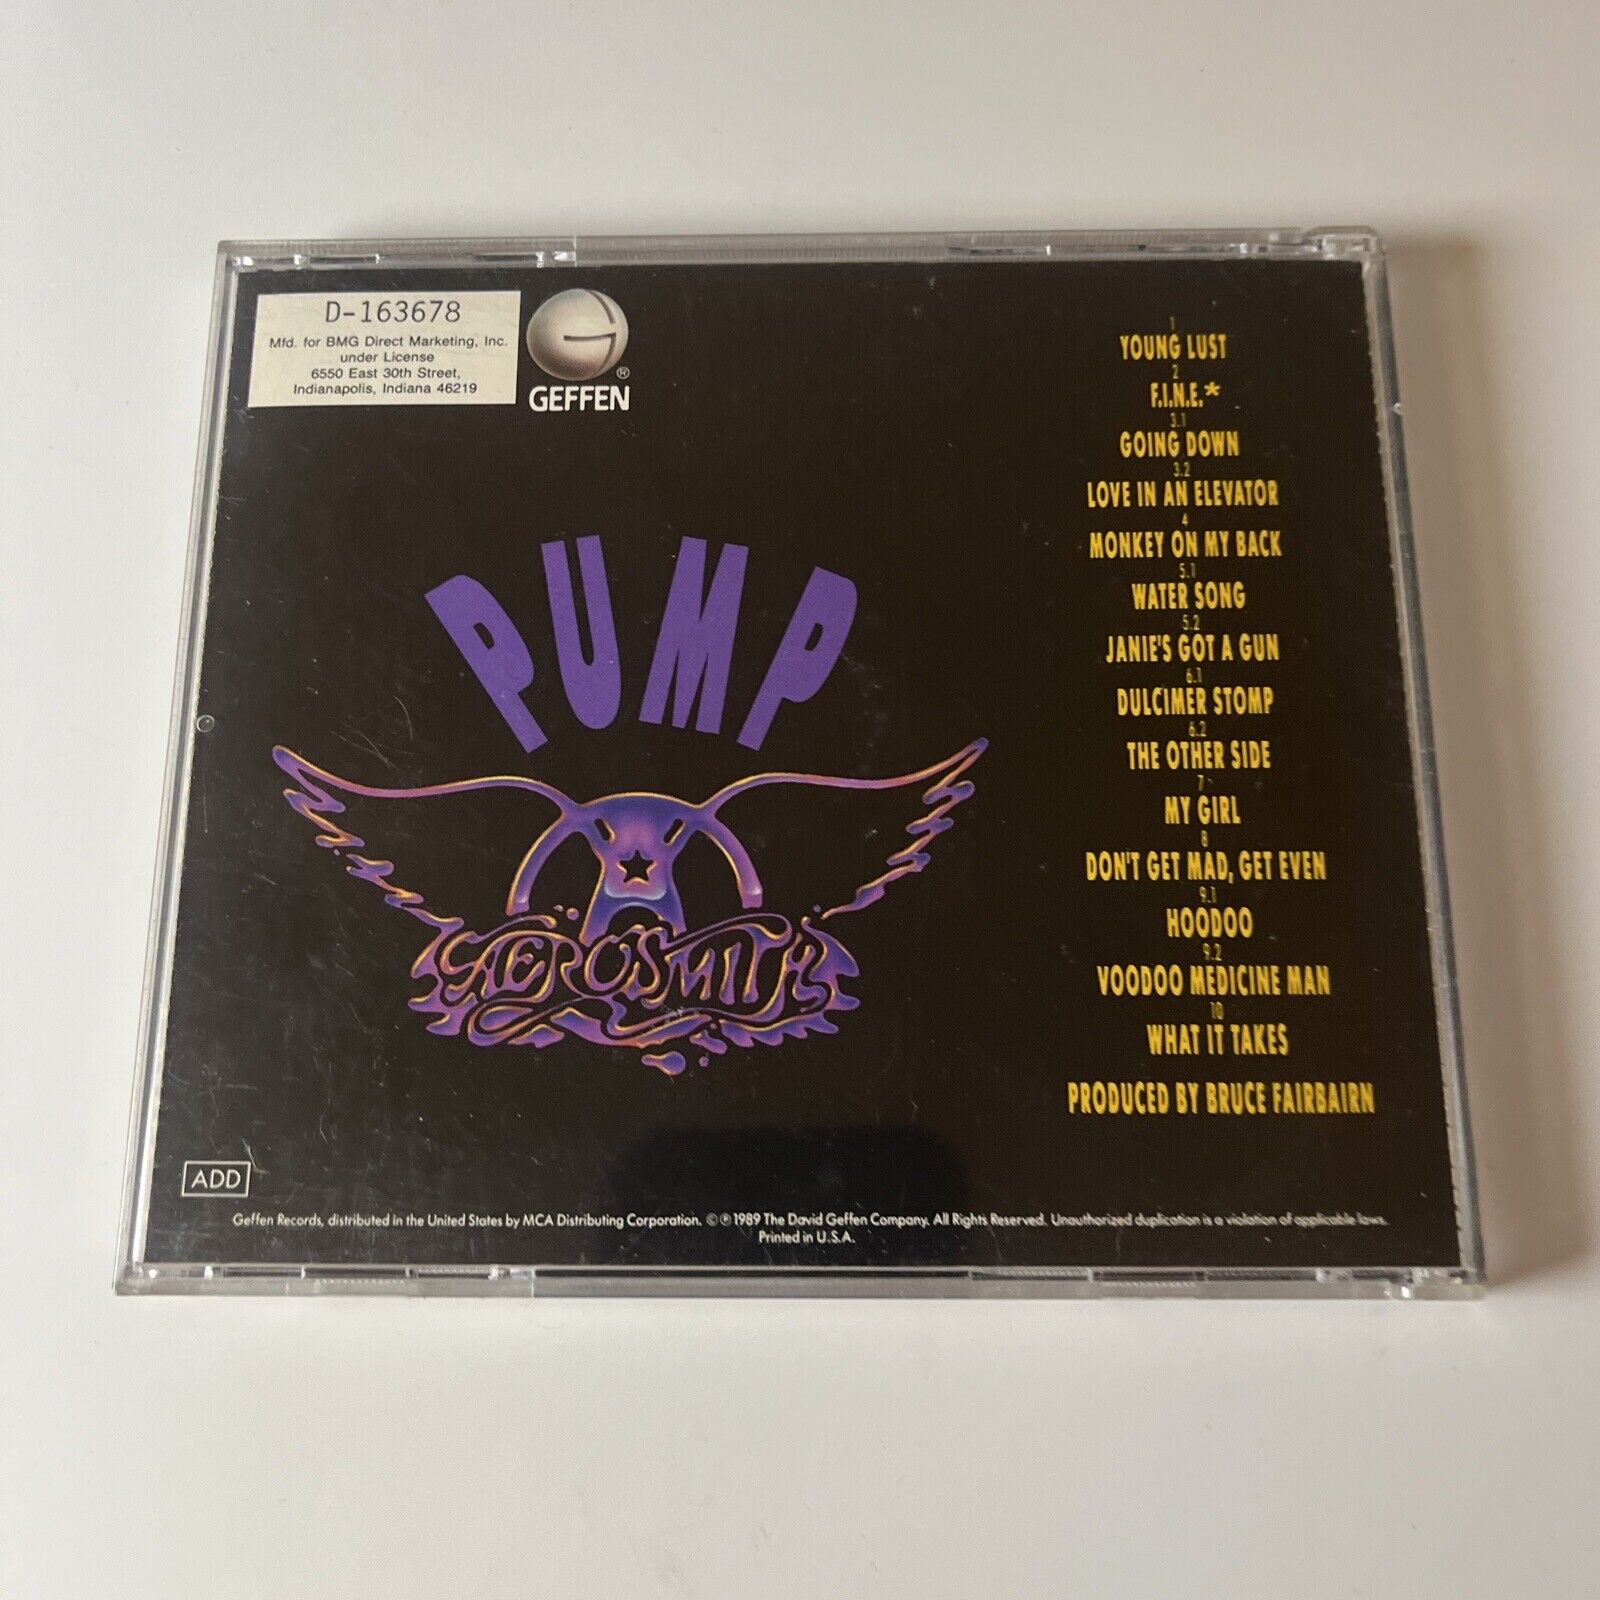 D-163678
Mfd. for BMG Direct Marketing, Inc.
under License
6550 East 30th Street,
Indianapolis, Indiana 46219
G
®
GEFFEN
PUMP
AEROSMITH
A
1
YOUNG LUST
2
F.I.N.E.*
3.1
GOING DOWN
3.2
LOVE IN AN ELEVATOR
4
MONKEY ON MY BACK
5.1
WATER SONG
5.2
JANIE'S GOT A GUN
6.1
DULCIMER STOMP
6.2
THE OTHER SIDE
7
MY GIRL
8
DON'T GET MAD, GET EVEN
9.1
HOODOO
9.2
VOODOO MEDICINE MAN
10
WHAT IT TAKES
PRODUCED BY BRUCE FAIRBAIRN
ADD
Geffen Records, distributed in the United States by MCA Distributing Corporation. ©℗1989 The David Geffen Company. All Rights Reserved. Unauthorized duplication is a violation of applicable laws.
Printed in U.S.A.